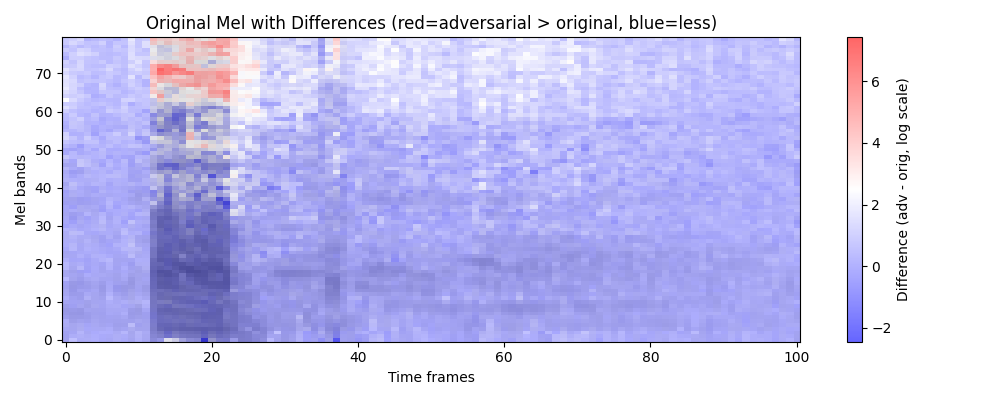 Original Mel with Differences (red=adversarial > original, blue=less)
Mel bands
70
60
50
40
30
20
10
0
0 20 40 60 80 100
Time frames
6
4
2
0
−2
Difference (adv - orig, log scale)